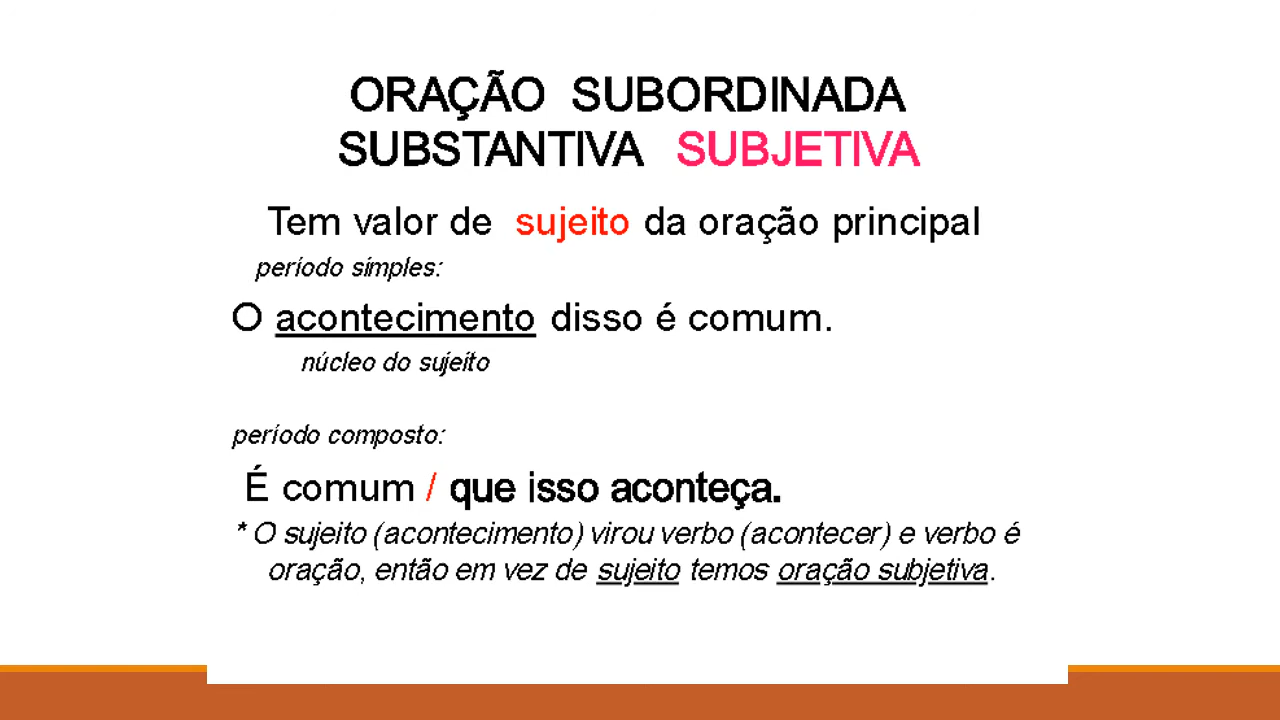 ORAÇÃO SUBORDINADA
SUBSTANTIVA SUBJETIVA
Tem valor de sujeito da oração principal
período simples:
O acontecimento disso é comum.
núcleo do sujeito
período composto:
É comum / que isso aconteça.
* O sujeito (acontecimento) virou verbo (acontecer) e verbo é
oração, então em vez de sujeito temos oração subjetiva.